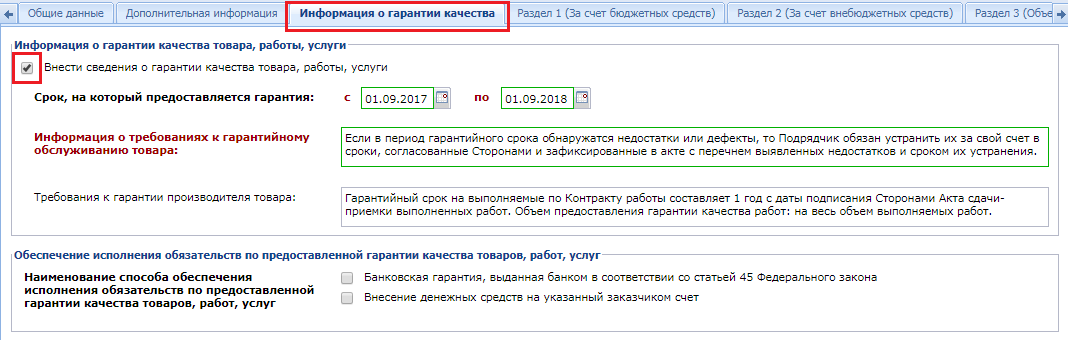 Общие данные
Дополнительная информация
Информация о гарантии качества
Раздел 1 (За счет бюджетных средств)
Раздел 2 (За счет внебюджетных средств)
Раздел 3 (Объе
Информация о гарантии качества товара, работы, услуги
Внести сведения о гарантии качества товара, работы, услуги
Срок, на который предоставляется гарантия: с 01.09.2017 по 01.09.2018
Информация о требованиях к гарантийному
обслуживанию товара:
Если в период гарантийного срока обнаружатся недостатки или дефекты, то Подрядчик обязан устранить их за свой счет в
сроки, согласованные Сторонами и зафиксированные в акте с перечнем выявленных недостатков и сроком их устранения.
Требования к гарантии производителя товара:
Гарантийный срок на выполняемые по Контракту работы составляет 1 год с даты подписания Сторонами Акта сдачи-
приемки выполненных работ. Объем предоставления гарантии качества работ: на весь объем выполняемых работ.
Обеспечение исполнения обязательств по предоставленной гарантии качества товаров, работ, услуг
Наименование способа обеспечения
исполнения обязательств по предоставленной
гарантии качества товаров, работ, услуг
Банковская гарантия, выданная банком в соответствии со статьей 45 Федерального закона
Внесение денежных средств на указанный заказчиком счет